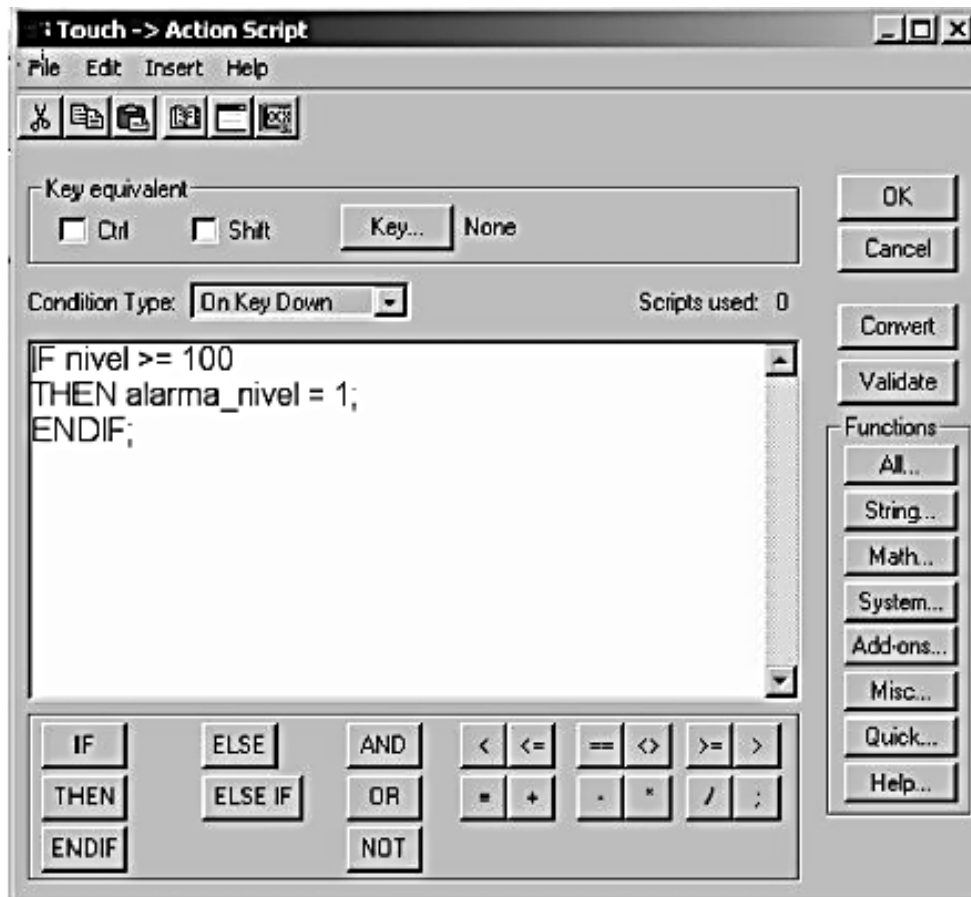 Touch -> Action Script
File Edit Insert Help
Key equivalent
Ctrl Shift Key... None
OK
Cancel
Condition Type: On Key Down Scripts used: 0
Convert
Validate
IF nivel >= 100
THEN alarma_nivel = 1;
ENDIF;
Functions
All...
String...
Math...
System...
Add-ons...
Misc...
Quick...
Help...
IF ELSE AND < <= == <> >= >
THEN ELSE IF OR = + - * / ;
ENDIF NOT